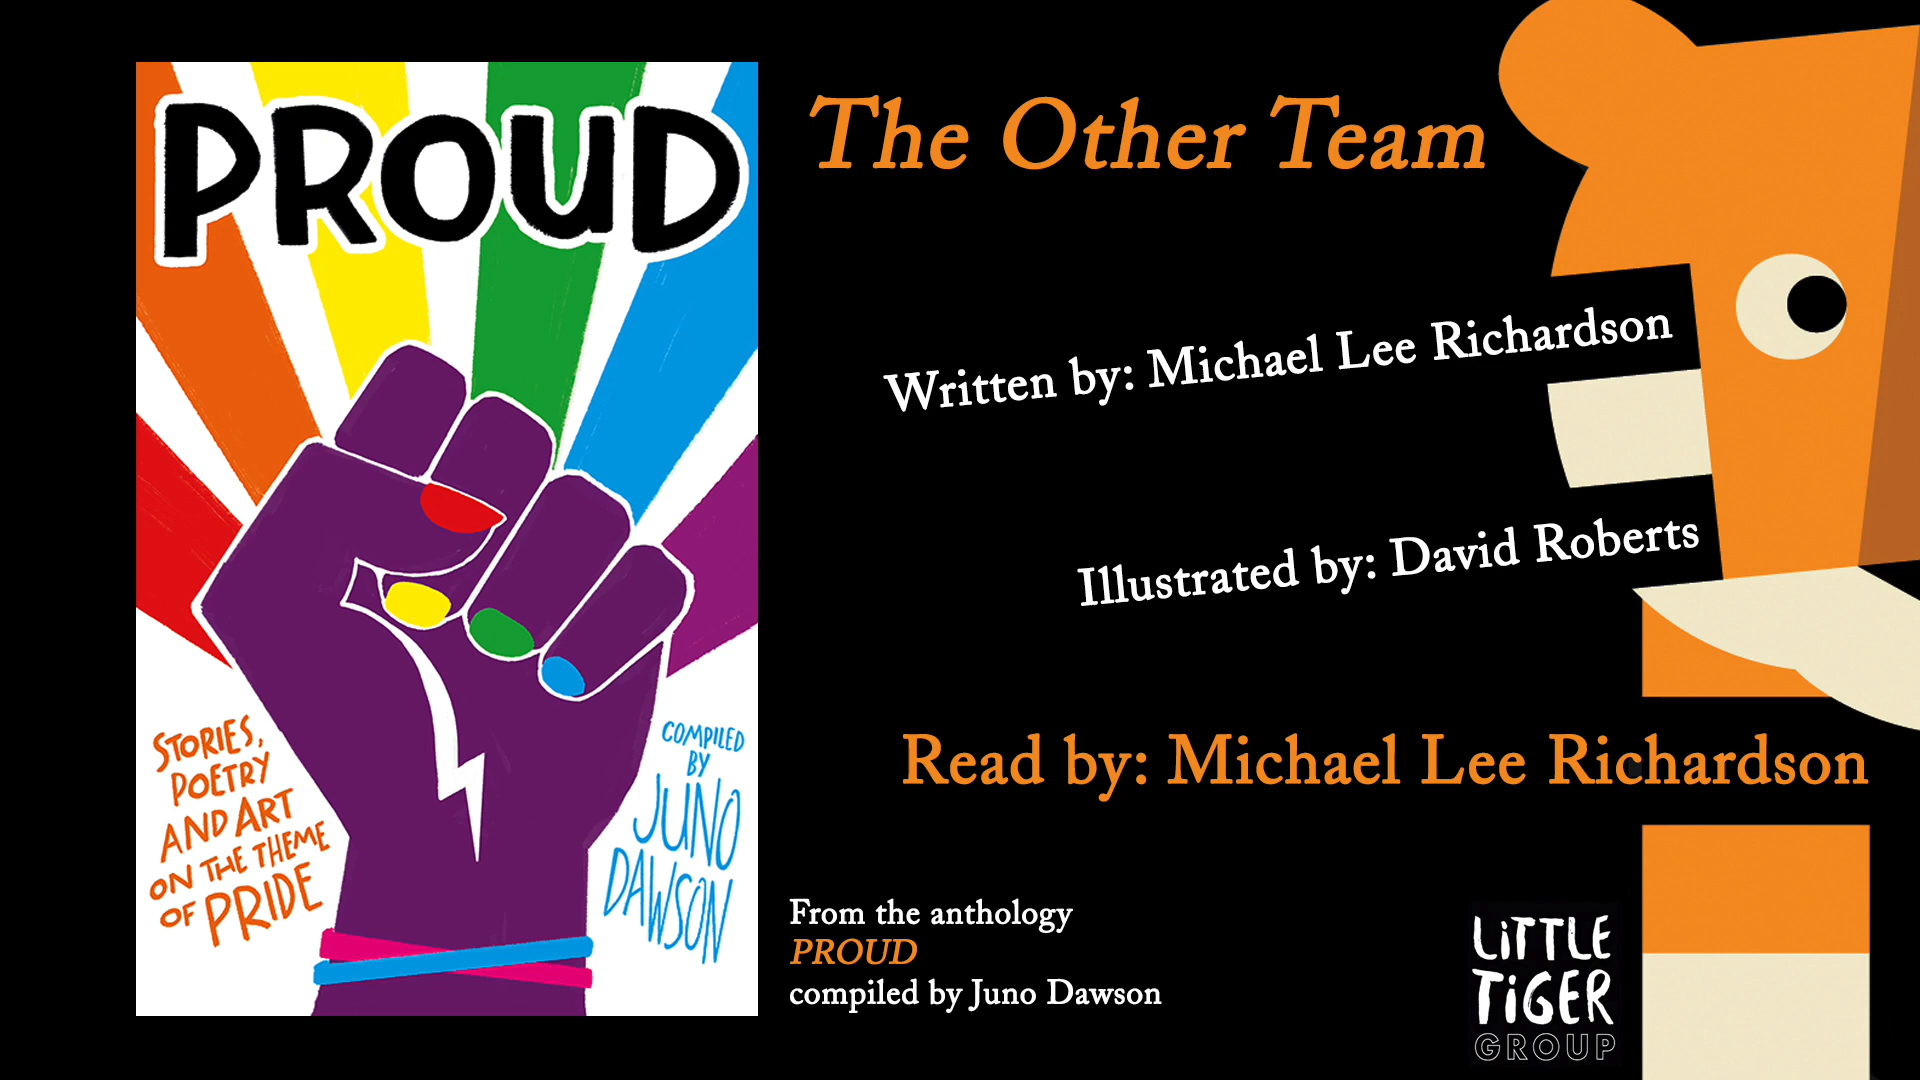 PROUD
STORIES,
POETRY
AND ART
ON THE THEME
OF PRIDE
COMPILED
BY
JUNO
DAWSON
The Other Team
Written by: Michael Lee Richardson
Illustrated by: David Roberts
Read by: Michael Lee Richardson
From the anthology
PROUD
compiled by Juno Dawson
LiTTLE
TiGER
GROUP